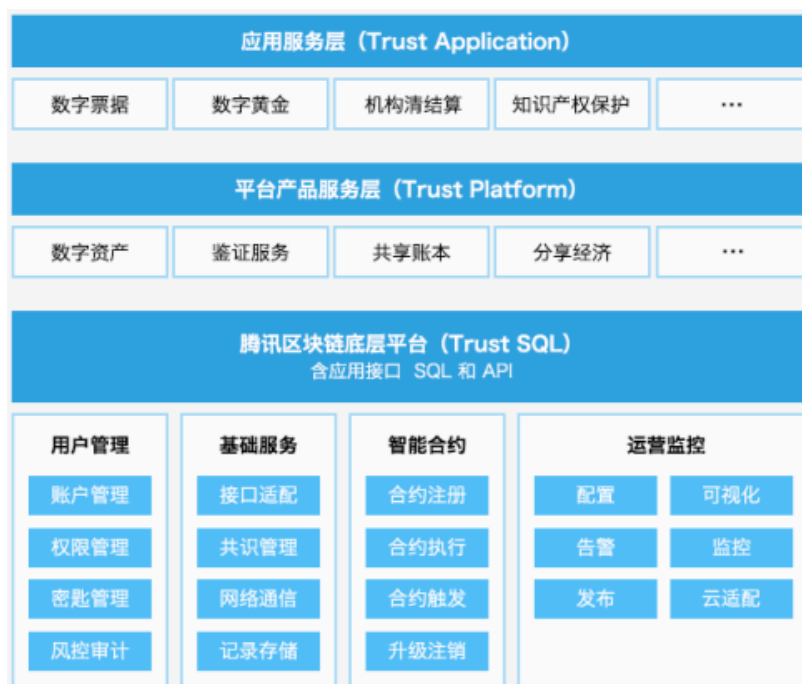 应用服务层（Trust Application）
数字票据 数字黄金 机构清结算 知识产权保护 ···
平台产品服务层（Trust Platform）
数字资产 鉴证服务 共享账本 分享经济 ···
腾讯区块链底层平台（Trust SQL）
含应用接口 SQL 和 API
用户管理 基础服务 智能合约 运营监控
账户管理 接口适配 合约注册 配置 可视化
权限管理 共识管理 合约执行 告警 监控
密匙管理 网络通信 合约触发 发布 云适配
风控审计 记录存储 升级注销